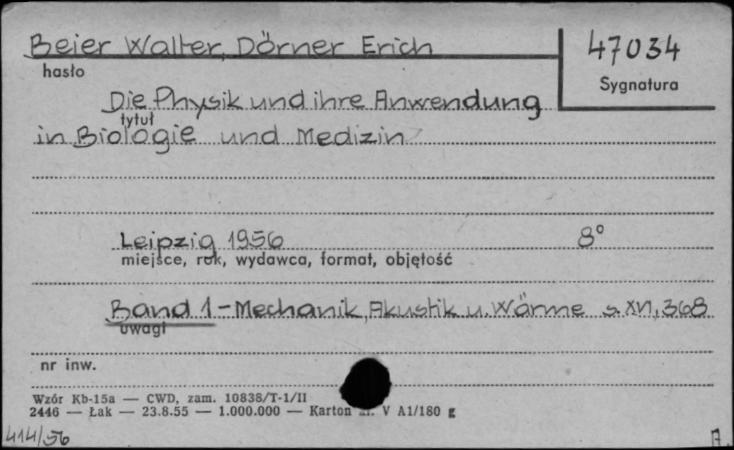 Beier Walter, Dörner Erich
47034
hasło
Sygnatura
Die Physik und ihre Anwendung
tytuł
in Biologie und Medizin
Leipzig 1956 8°
miejsce, rok, wydawca, format, objętość
Band 1 - Mechanik, Akustik u. Wärme s. XVI, 368
uwagi
nr inw.
Wzór Kb-15a — CWD, zam. 10838/T-1/II
2446 — Łak — 23.8.55 — 1.000.000 — Karton kl. V A1/180 g
414/56
A.